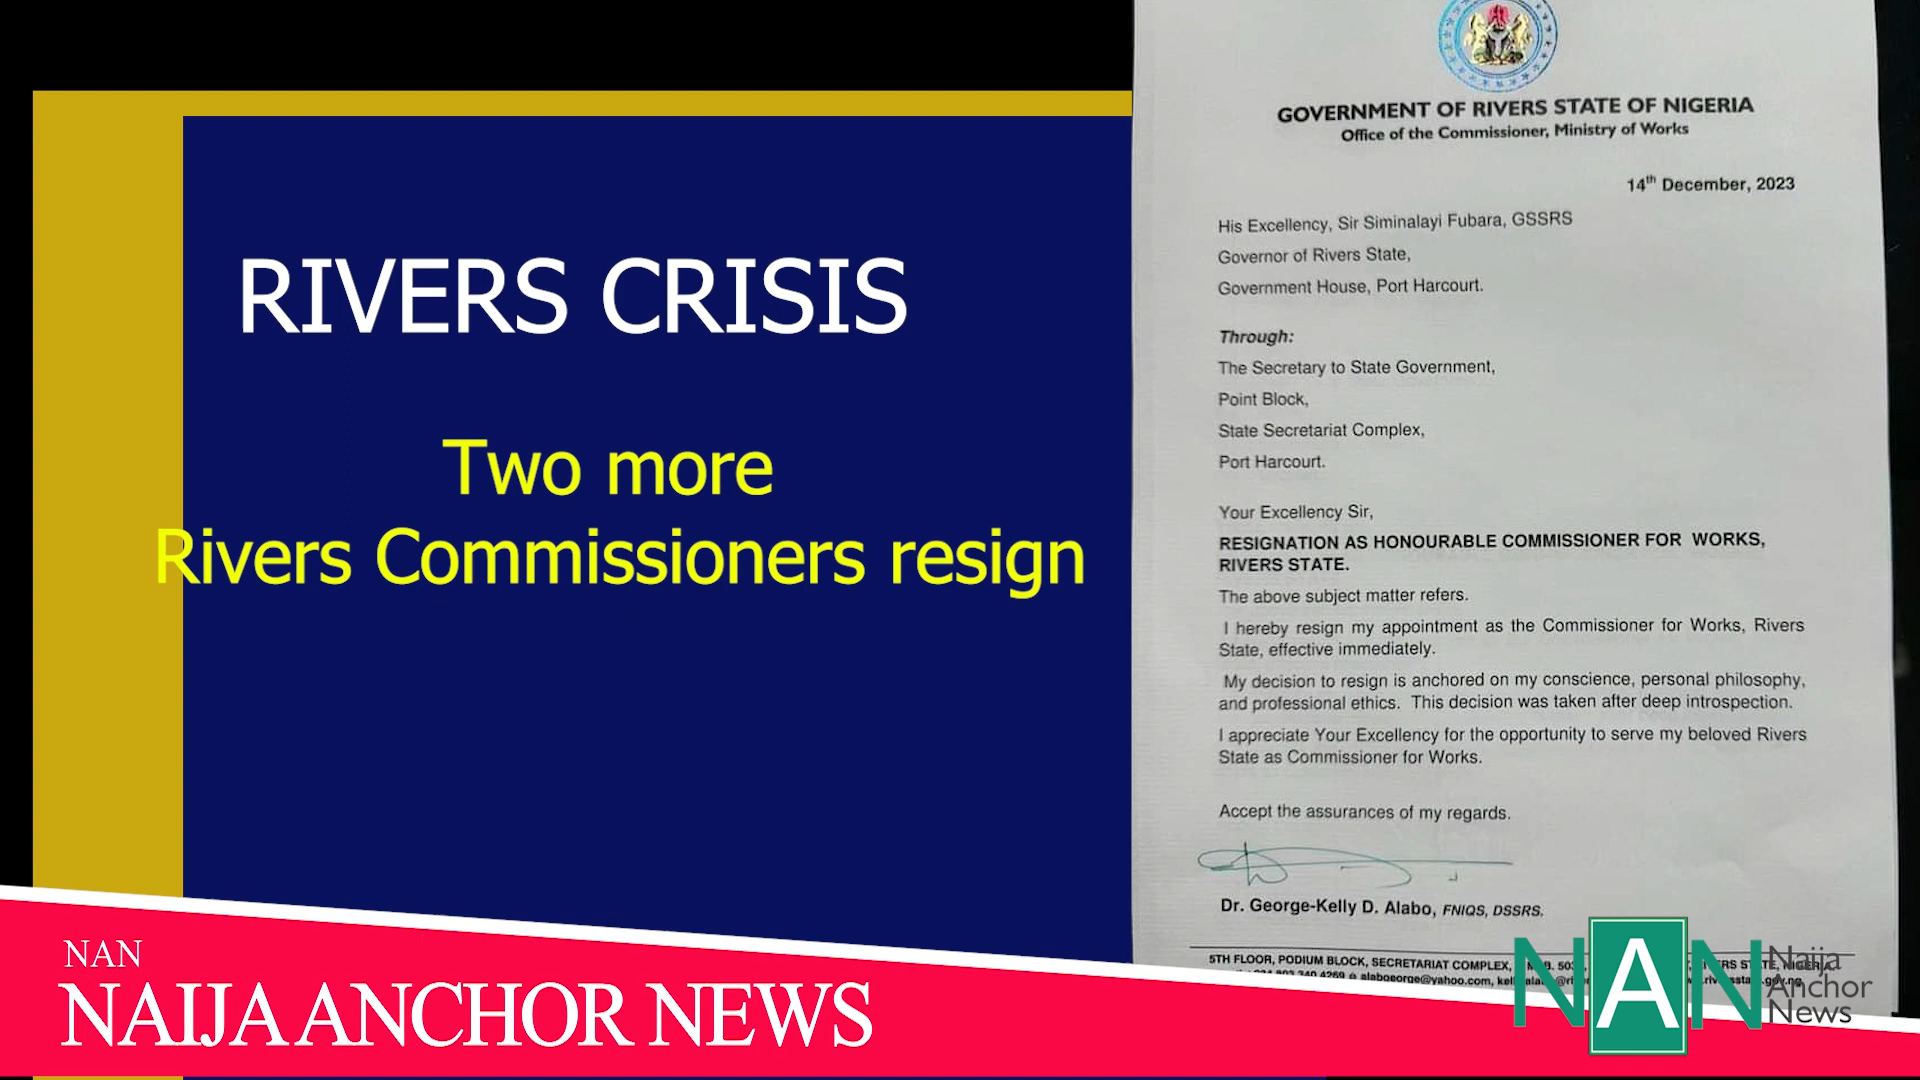 RIVERS CRISIS
Two more
Rivers Commissioners resign
GOVERNMENT OF RIVERS STATE OF NIGERIA
Office of the Commissioner, Ministry of Works
14th December, 2023
His Excellency, Sir Siminalayi Fubara, GSSRS
Governor of Rivers State,
Government House, Port Harcourt.
Through:
The Secretary to State Government,
Point Block,
State Secretariat Complex,
Port Harcourt.
Your Excellency Sir,
RESIGNATION AS HONOURABLE COMMISSIONER FOR WORKS,
RIVERS STATE.
The above subject matter refers.
I hereby resign my appointment as the Commissioner for Works, Rivers
State, effective immediately.
My decision to resign is anchored on my conscience, personal philosophy,
and professional ethics. This decision was taken after deep introspection.
I appreciate Your Excellency for the opportunity to serve my beloved Rivers
State as Commissioner for Works.
Accept the assurances of my regards.
Dr. George-Kelly D. Alabo, FNIQS, DSSRS.
5TH FLOOR, PODIUM BLOCK, SECRETARIAT COMPLEX,
alabogeorge@yahoo.com,
NAN
NAIJA ANCHOR NEWS
NAN
Naija
Anchor
News